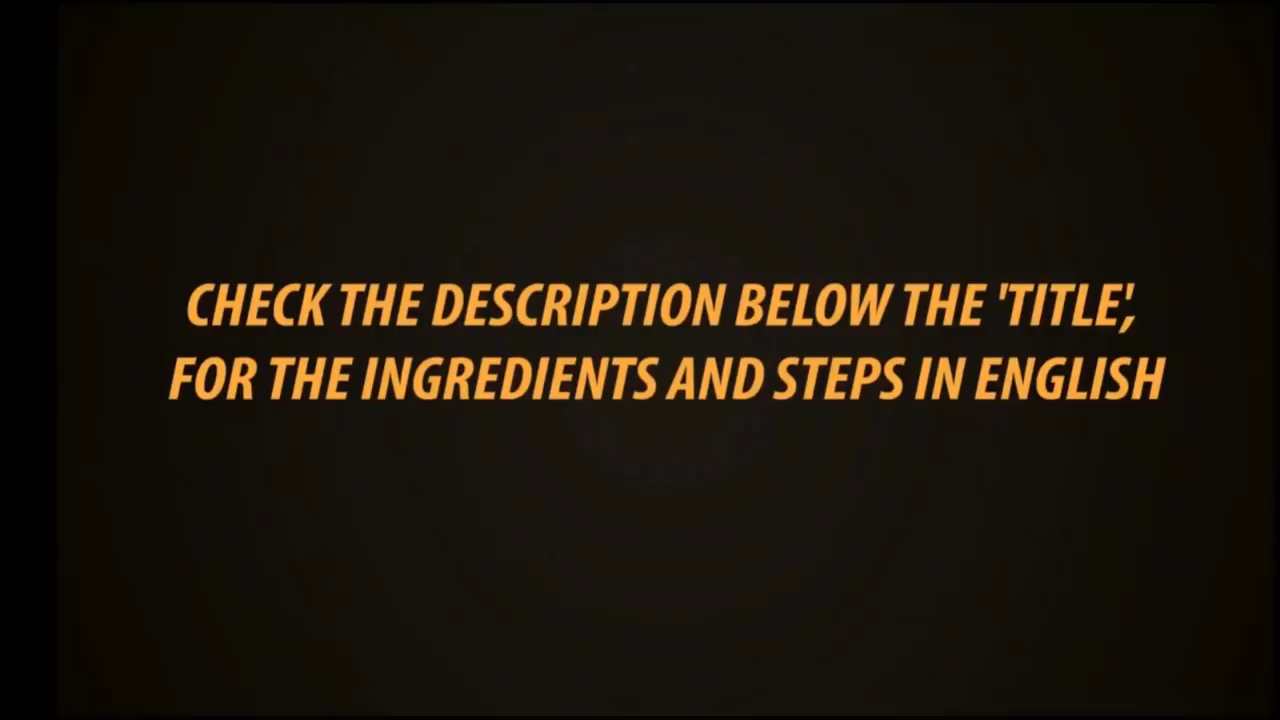 CHECK THE DESCRIPTION BELOW THE 'TITLE',
FOR THE INGREDIENTS AND STEPS IN ENGLISH